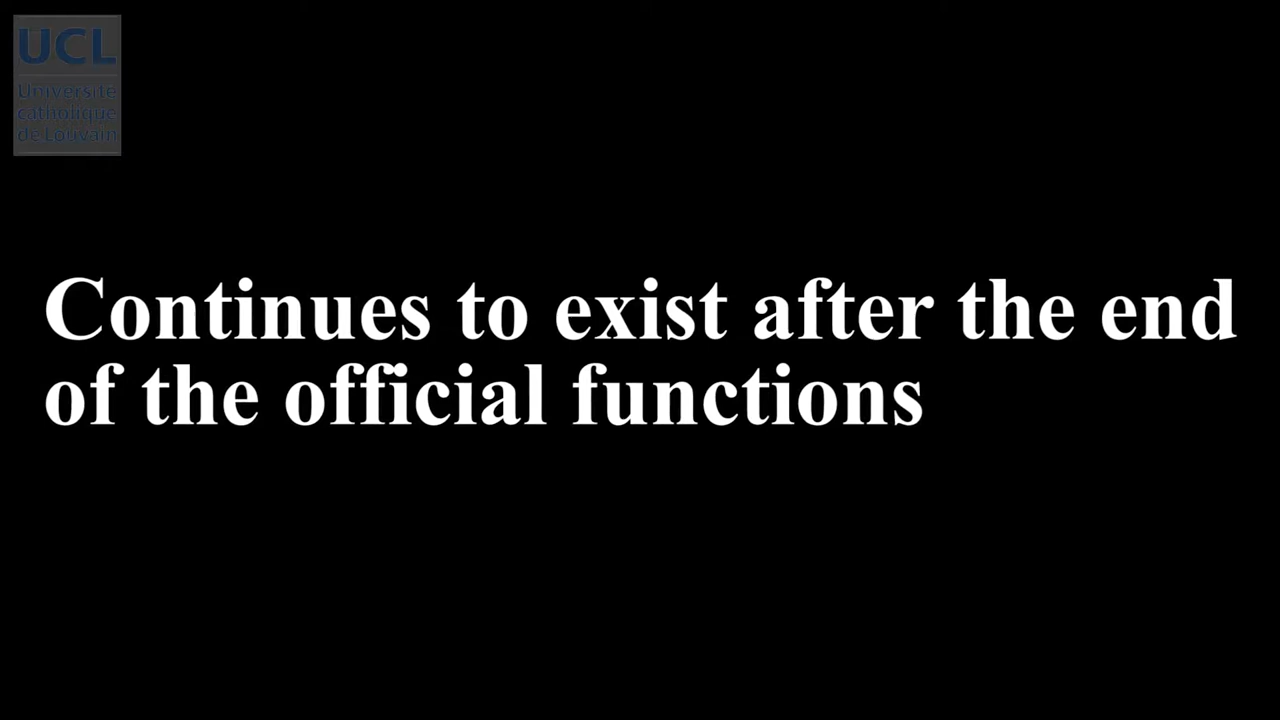 UCL
Université
catholique
de Louvain
Continues to exist after the end
of the official functions